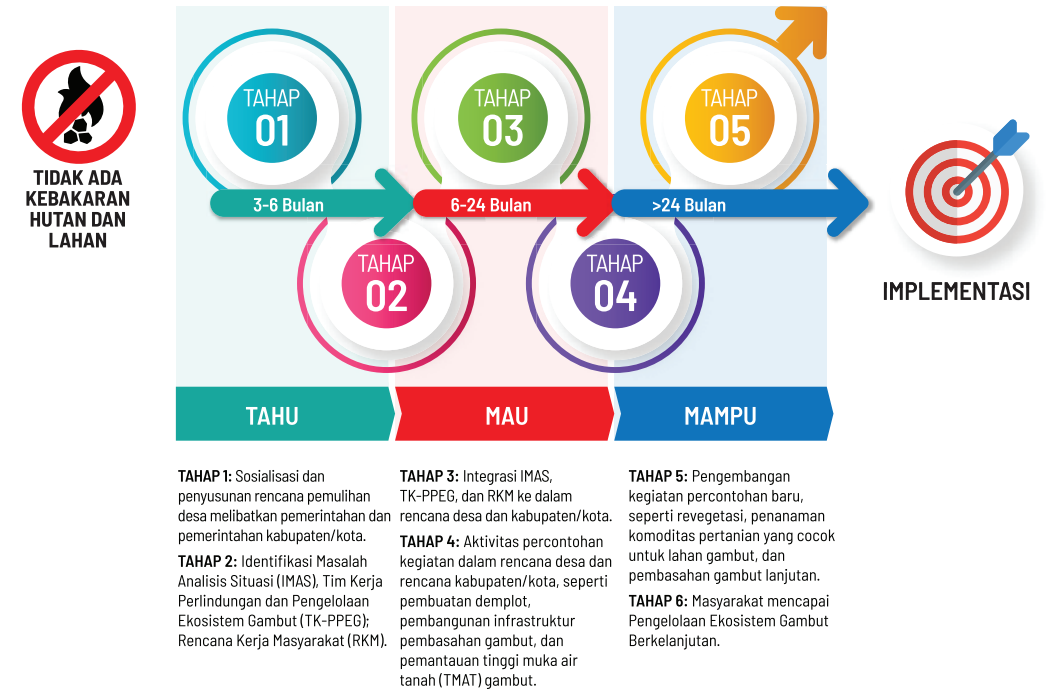 TIDAK ADA
KEBAKARAN
HUTAN DAN
LAHAN
TAHAP
01
TAHAP
03
TAHAP
05
3-6 Bulan
6-24 Bulan
>24 Bulan
TAHAP
02
TAHAP
04
IMPLEMENTASI
TAHU
MAU
MAMPU
TAHAP 1: Sosialisasi dan
penyusunan rencana pemulihan
desa melibatkan pemerintahan dan
pemerintahan kabupaten/kota.
TAHAP 2: Identifikasi Masalah
Analisis Situasi (IMAS), Tim Kerja
Perlindungan dan Pengelolaan
Ekosistem Gambut (TK-PPEG);
Rencana Kerja Masyarakat (RKM).
TAHAP 3: Integrasi IMAS,
TK-PPEG, dan RKM ke dalam
rencana desa dan kabupaten/kota.
TAHAP 4: Aktivitas percontohan
kegiatan dalam rencana desa dan
rencana kabupaten/kota, seperti
pembuatan demplot,
pembangunan infrastruktur
pembasahan gambut, dan
pemantauan tinggi muka air
tanah (TMAT) gambut.
TAHAP 5: Pengembangan
kegiatan percontohan baru,
seperti revegetasi, penanaman
komoditas pertanian yang cocok
untuk lahan gambut, dan
pembasahan gambut lanjutan.
TAHAP 6: Masyarakat mencapai
Pengelolaan Ekosistem Gambut
Berkelanjutan.